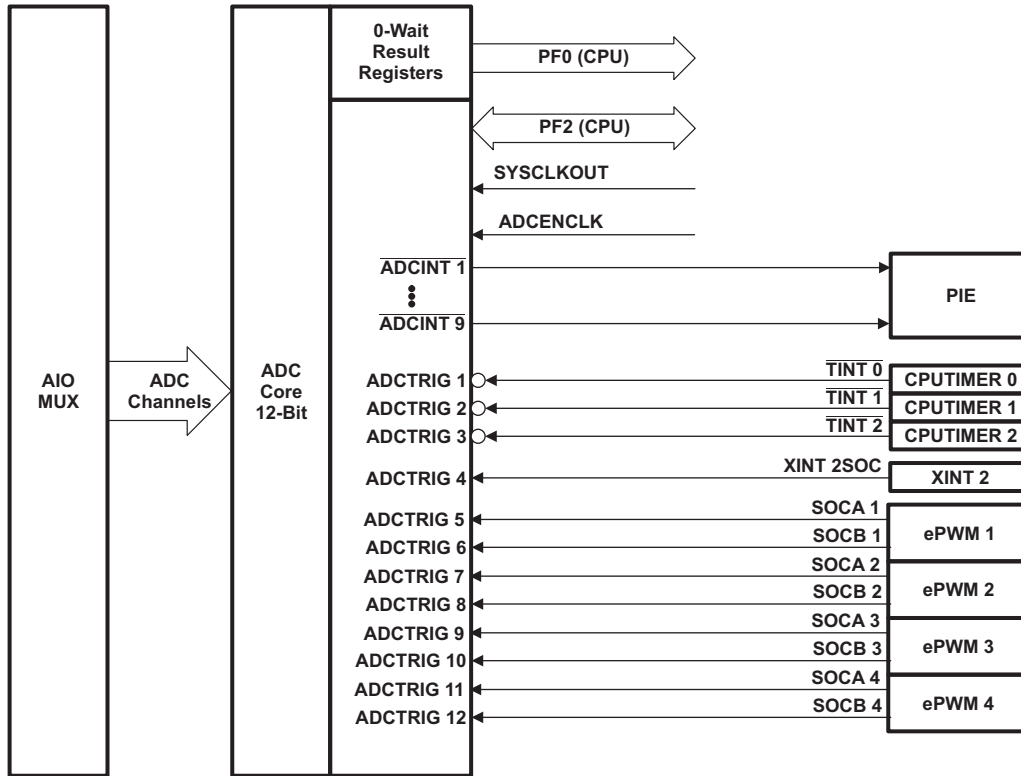 0-Wait
Result
Registers
PF0 (CPU)
PF2 (CPU)
SYSCLKOUT
ADCENCLK
ADCINT 1
ADCINT 9
PIE
AIO
MUX
ADC
Channels
ADC
Core
12-Bit
ADCTRIG 1
TINT 0
CPUTIMER 0
ADCTRIG 2
TINT 1
CPUTIMER 1
ADCTRIG 3
TINT 2
CPUTIMER 2
ADCTRIG 4
XINT 2SOC
XINT 2
ADCTRIG 5
SOCA 1
ADCTRIG 6
SOCB 1
ePWM 1
ADCTRIG 7
SOCA 2
ADCTRIG 8
SOCB 2
ePWM 2
ADCTRIG 9
SOCA 3
ADCTRIG 10
SOCB 3
ePWM 3
ADCTRIG 11
SOCA 4
ADCTRIG 12
SOCB 4
ePWM 4